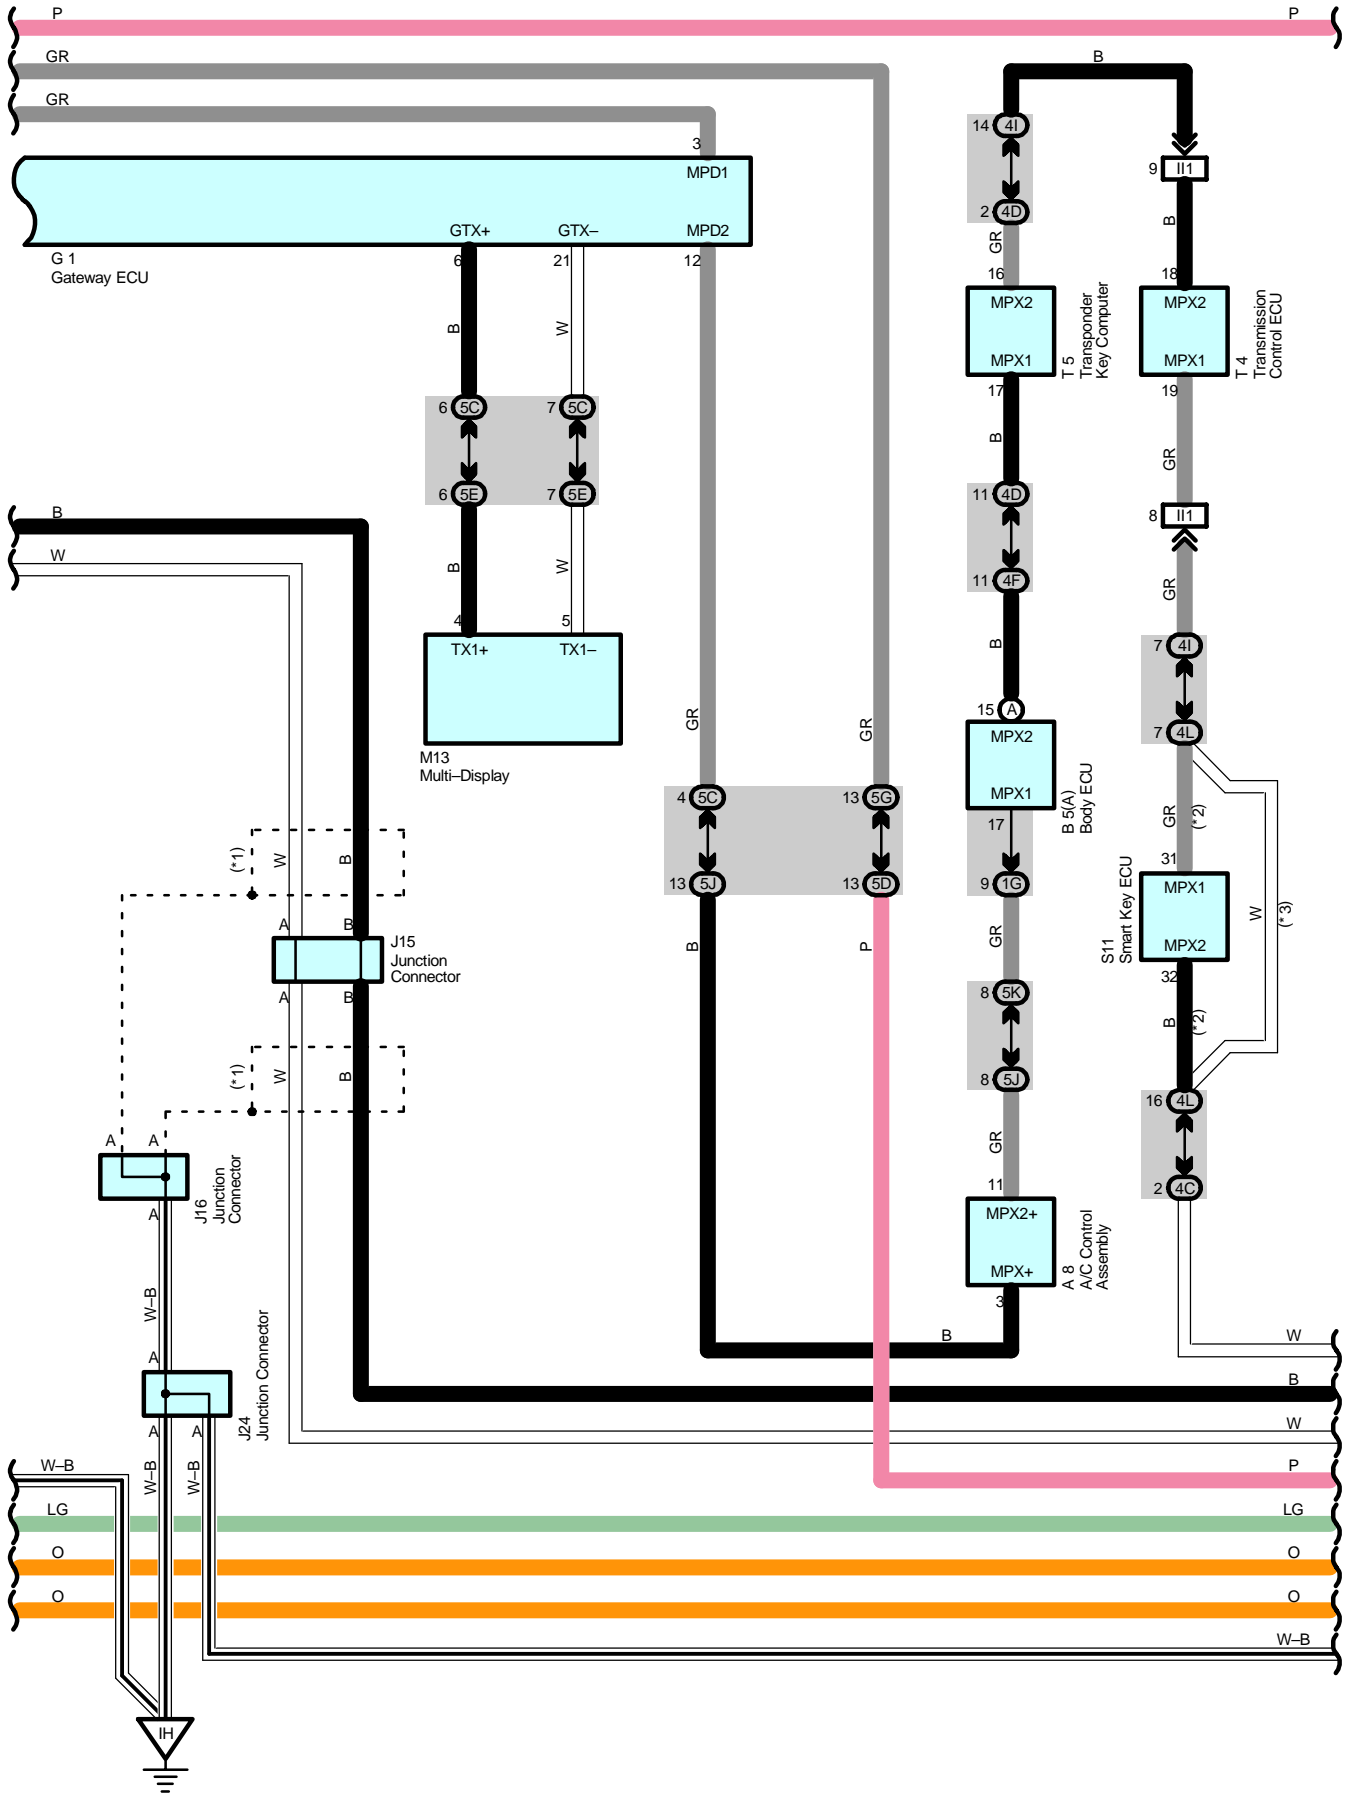 P
P
GR
B
GR
14 4I
3
MPD1
9 II1
2 4D
B
GTX+
GTX–
MPD2
GR
G 1
Gateway ECU
6
21
12
16
18
MPX2
MPX1
T 5
Transponder
Key Computer
MPX2
MPX1
T 4
Transmission
Control ECU
B
W
17
19
6 5C
7 5C
B
GR
6 5E
7 5E
11 4D
B
8 II1
W
B
W
11 4F
GR
4
5
TX1+
TX1–
B
7 4I
M13
Multi–Display
GR
GR
15 A
7 4L
MPX2
MPX1
B 5(A)
Body ECU
4 5C
13 5G
17
GR
(*2)
(*1)
W
B
31
13 5J
13 5D
9 1G
MPX1
MPX2
S11
Smart Key ECU
W
(*3)
A
B
J15
Junction
Connector
B
P
GR
A
B
8 5K
32
B
(*2)
(*1)
W
B
8 5J
16 4L
A
A
GR
J16
Junction
Connector
11
2 4C
A
MPX2+
MPX+
A 8
A/C Control
Assembly
W–B
3
A
B
W
J24
Junction Connector
B
A
A
W
W–B
W–B
W–B
P
LG
LG
O
O
O
O
W–B
IH